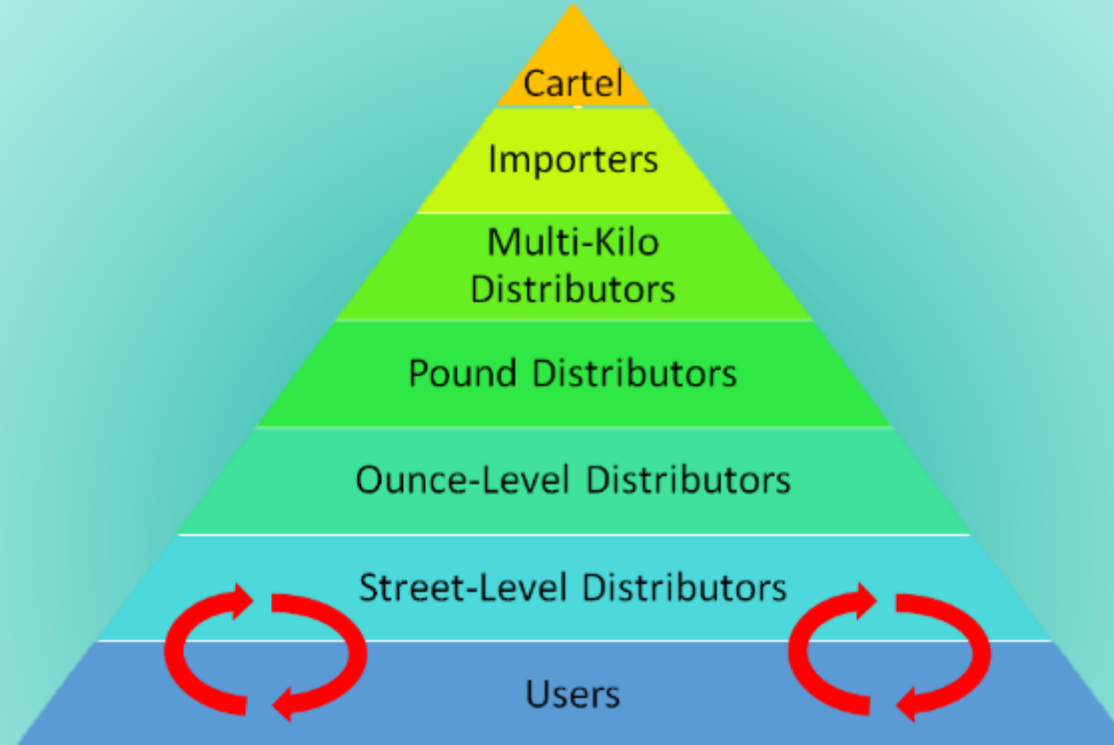 Cartel
Importers
Multi-Kilo
Distributors
Pound Distributors
Ounce-Level Distributors
Street-Level Distributors
Users